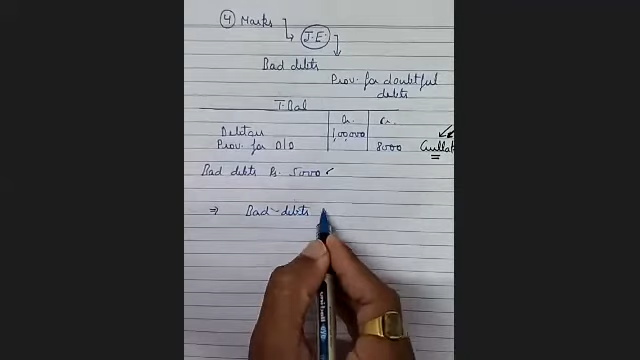 4 Marks
J.E.
Bad debts
Prov. for doubtful
debts
T. Bal
Dr. Cr.
Debtors 1,00,000
Prov. for D/D 8000
Bad debts Rs. 5000 ✓
⇒ Bad-debts